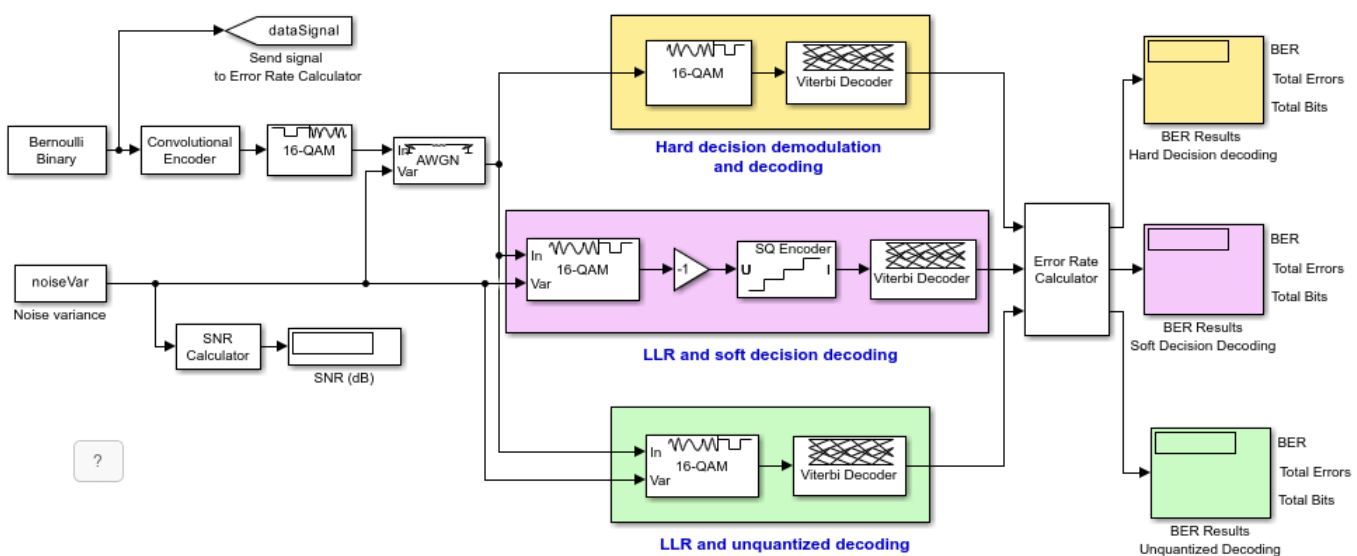 dataSignal
Send signal
to Error Rate Calculator
Bernoulli
Binary
Convolutional
Encoder
16-QAM
In
AWGN
Var
16-QAM
Viterbi Decoder
Hard decision demodulation
and decoding
BER
Total Errors
Total Bits
BER Results
Hard Decision decoding
noiseVar
Noise variance
SNR
Calculator
SNR (dB)
In
16-QAM
Var
-1
SQ Encoder
U
I
Viterbi Decoder
LLR and soft decision decoding
Error Rate
Calculator
BER
Total Errors
Total Bits
BER Results
Soft Decision Decoding
?
In
16-QAM
Var
Viterbi Decoder
LLR and unquantized decoding
BER
Total Errors
Total Bits
BER Results
Unquantized Decoding